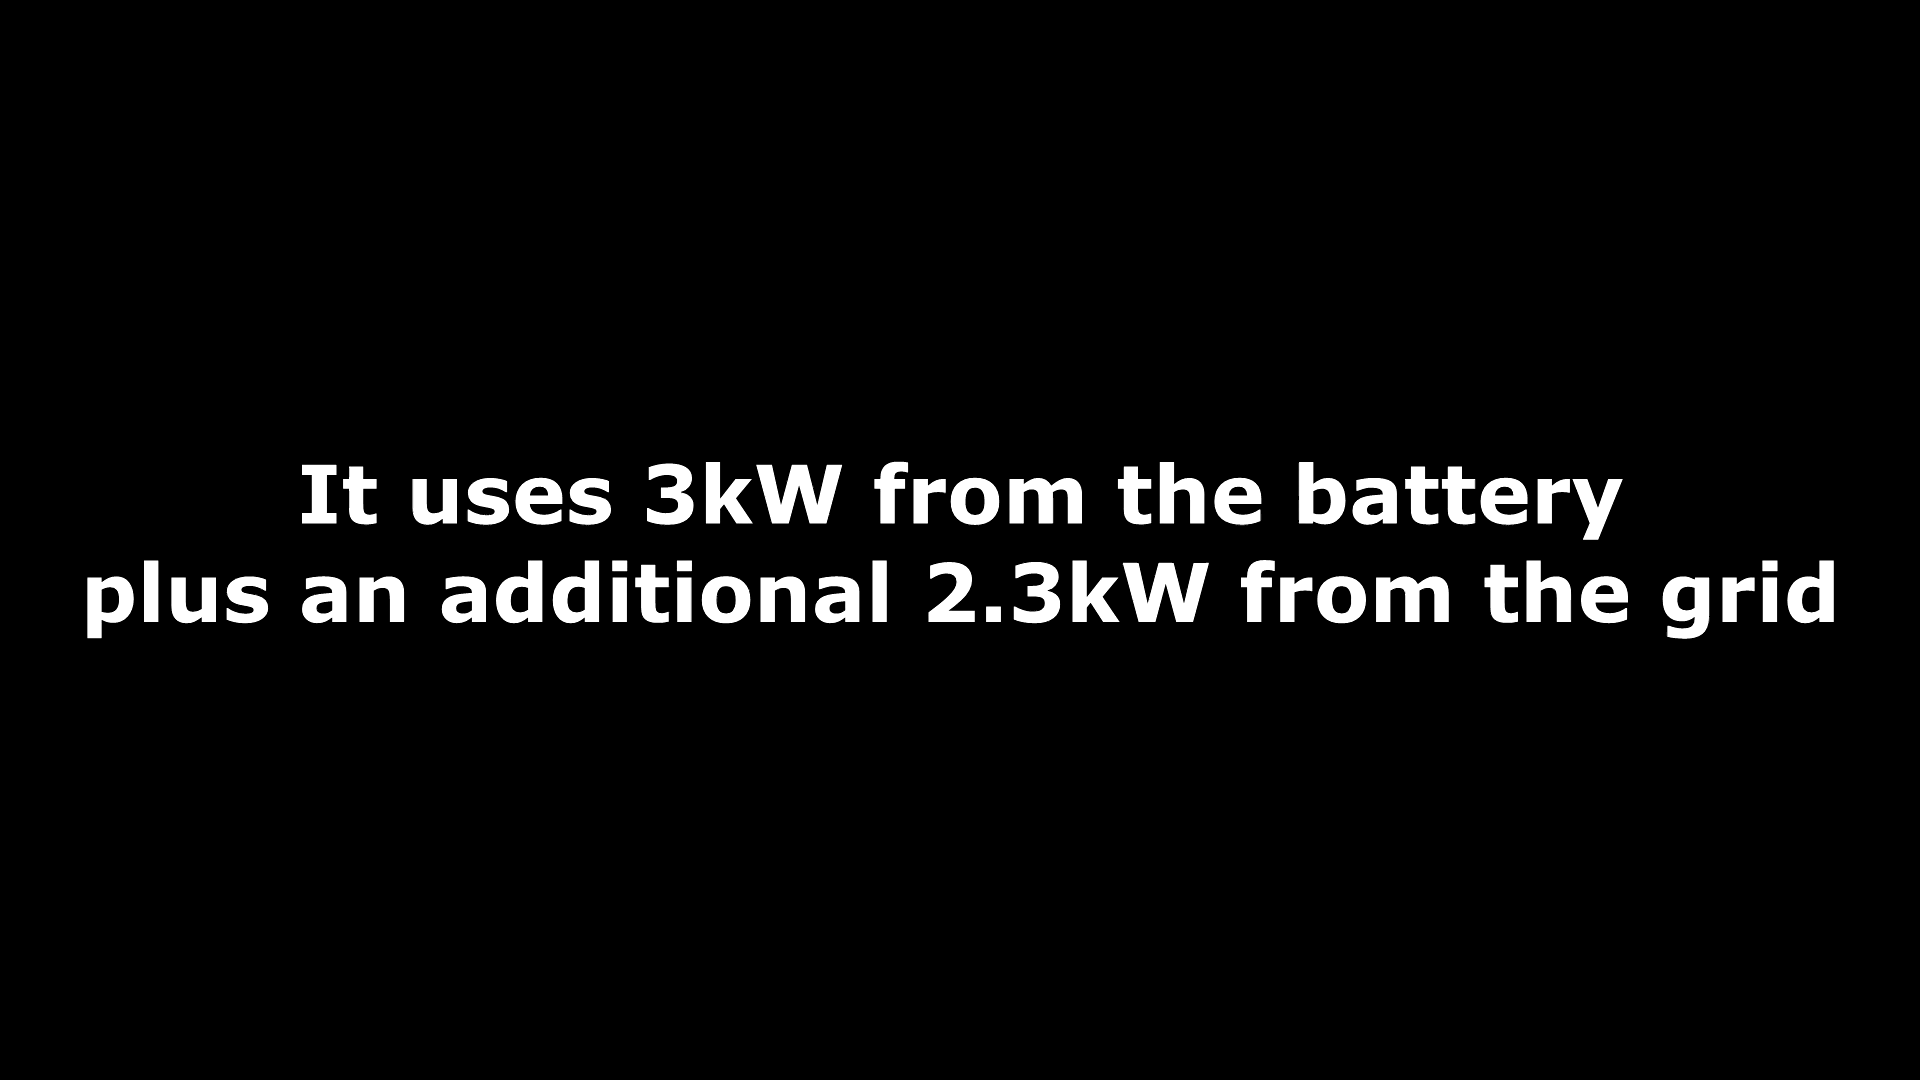 It uses 3kW from the battery
plus an additional 2.3kW from the grid